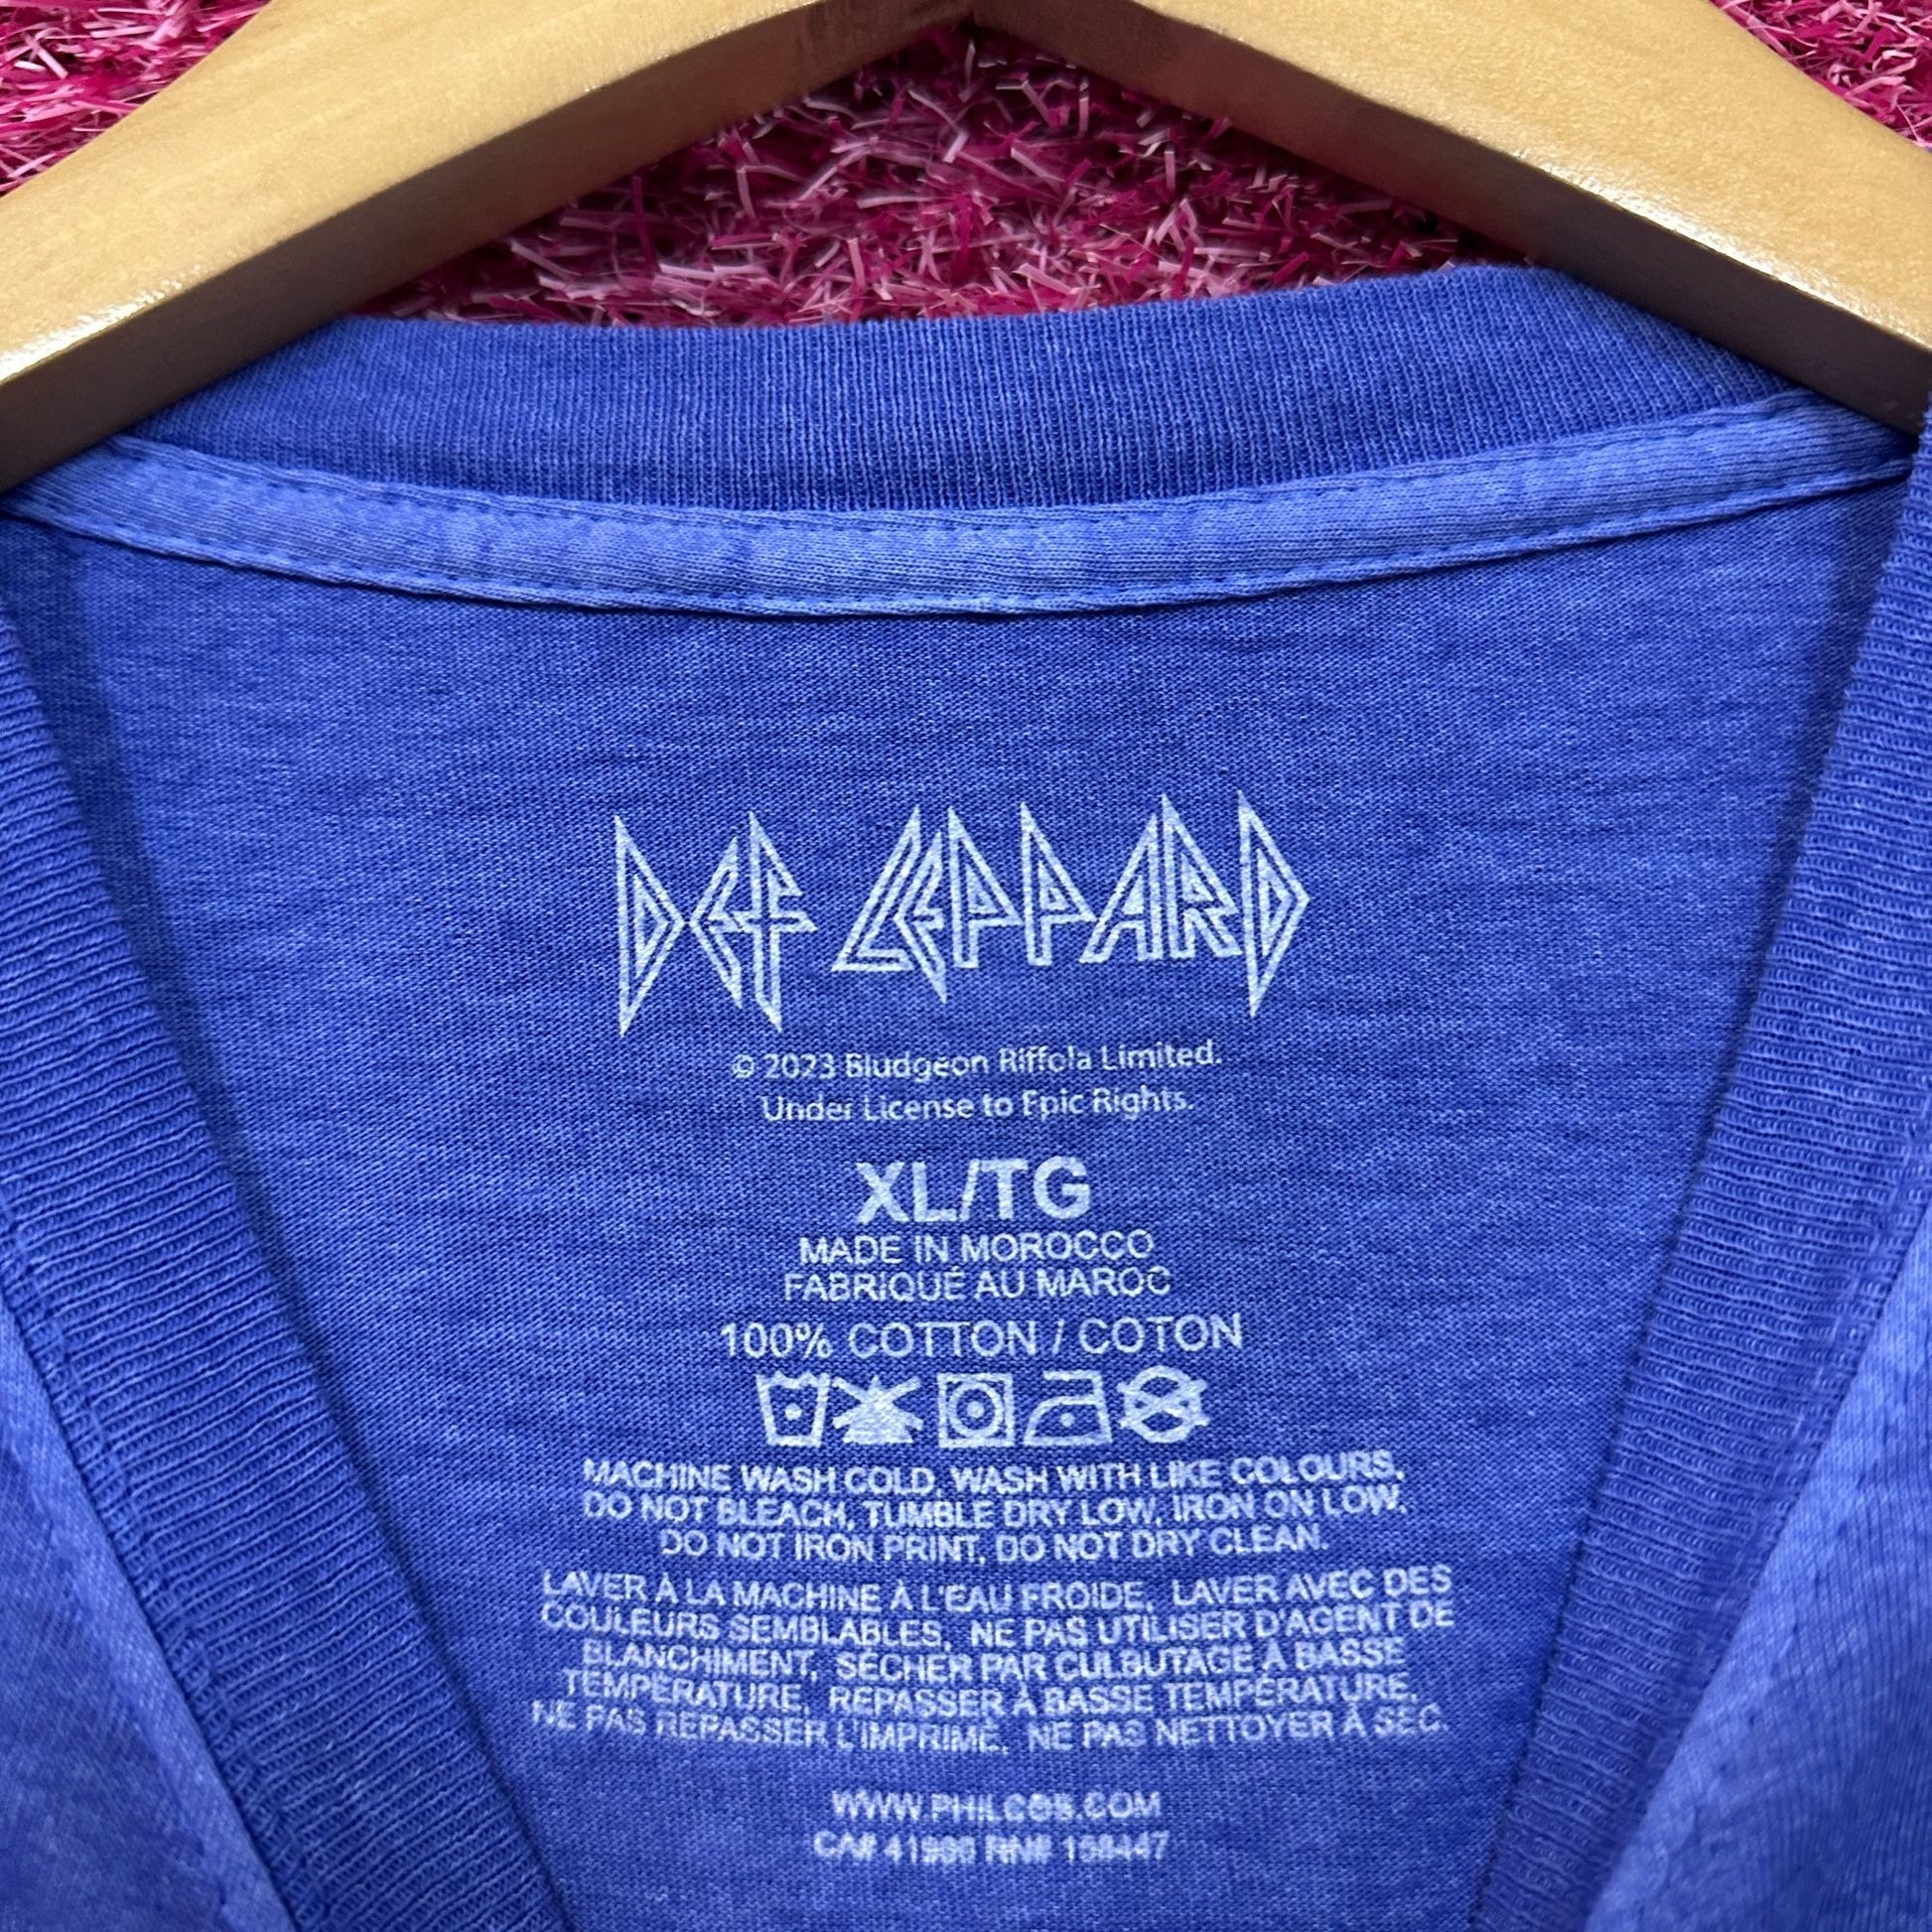 DEF LEPPARD
© 2023 Bludgeon Riffola Limited.
Under License to Epic Rights.
XL/TG
MADE IN MOROCCO
FABRIQUÉ AU MAROC
100% COTTON / COTON
MACHINE WASH COLD, WASH WITH LIKE COLOURS,
DO NOT BLEACH, TUMBLE DRY LOW, IRON ON LOW,
DO NOT IRON PRINT, DO NOT DRY CLEAN.
LAVER À LA MACHINE À L'EAU FROIDE, LAVER AVEC DES
COULEURS SEMBLABLES, NE PAS UTILISER D'AGENT DE
BLANCHIMENT, SÉCHER PAR CULBUTAGE À BASSE
TEMPÉRATURE, REPASSER À BASSE TEMPÉRATURE,
NE PAS REPASSER L'IMPRIMÉ, NE PAS NETTOYER À SEC.
WWW.PHILCOS.COM
CA# RN#